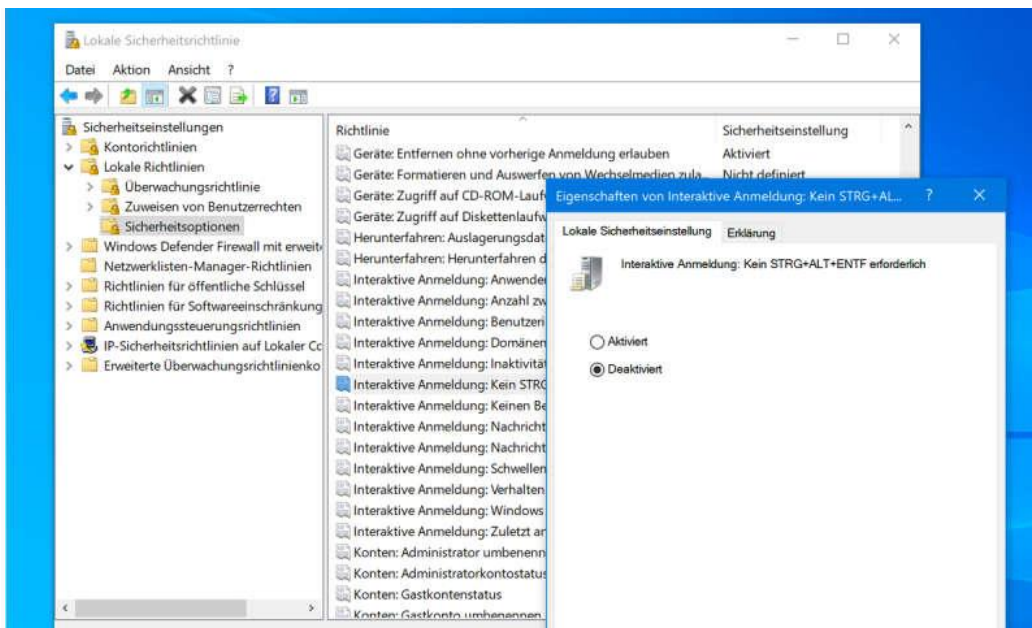 Lokale Sicherheitsrichtlinie
Datei Aktion Ansicht ?
Sicherheitseinstellungen
Kontorichtlinien
Lokale Richtlinien
Überwachungsrichtlinie
Zuweisen von Benutzerrechten
Sicherheitsoptionen
Windows Defender Firewall mit erweit
Netzwerklisten-Manager-Richtlinien
Richtlinien für öffentliche Schlüssel
Richtlinien für Softwareeinschränkung
Anwendungssteuerungsrichtlinien
IP-Sicherheitsrichtlinien auf Lokaler Co
Erweiterte Überwachungsrichtlinienko
Richtlinie Sicherheitseinstellung
Geräte: Entfernen ohne vorherige Anmeldung erlauben Aktiviert
Geräte: Formatieren und Auswerfen von Wechselmedien zula... Nicht definiert
Geräte: Zugriff auf CD-ROM-Laufw
Geräte: Zugriff auf Diskettenlaufw
Herunterfahren: Auslagerungsdat
Herunterfahren: Herunterfahren d
Interaktive Anmeldung: Anwender
Interaktive Anmeldung: Anzahl zw
Interaktive Anmeldung: Benutzeri
Interaktive Anmeldung: Domänen
Interaktive Anmeldung: Inaktivitä
Interaktive Anmeldung: Kein STRG
Interaktive Anmeldung: Keinen Be
Interaktive Anmeldung: Nachricht
Interaktive Anmeldung: Nachricht
Interaktive Anmeldung: Schwellen
Interaktive Anmeldung: Verhalten
Interaktive Anmeldung: Windows
Interaktive Anmeldung: Zuletzt an
Konten: Administrator umbenenn
Konten: Administratorkontostatus
Konten: Gastkontenstatus
Konten: Gastkonto umbenennen
Eigenschaften von Interaktive Anmeldung: Kein STRG+AL... ?
Lokale Sicherheitseinstellung Erklärung
Interaktive Anmeldung: Kein STRG+ALT+ENTF erforderlich
Aktiviert
Deaktiviert